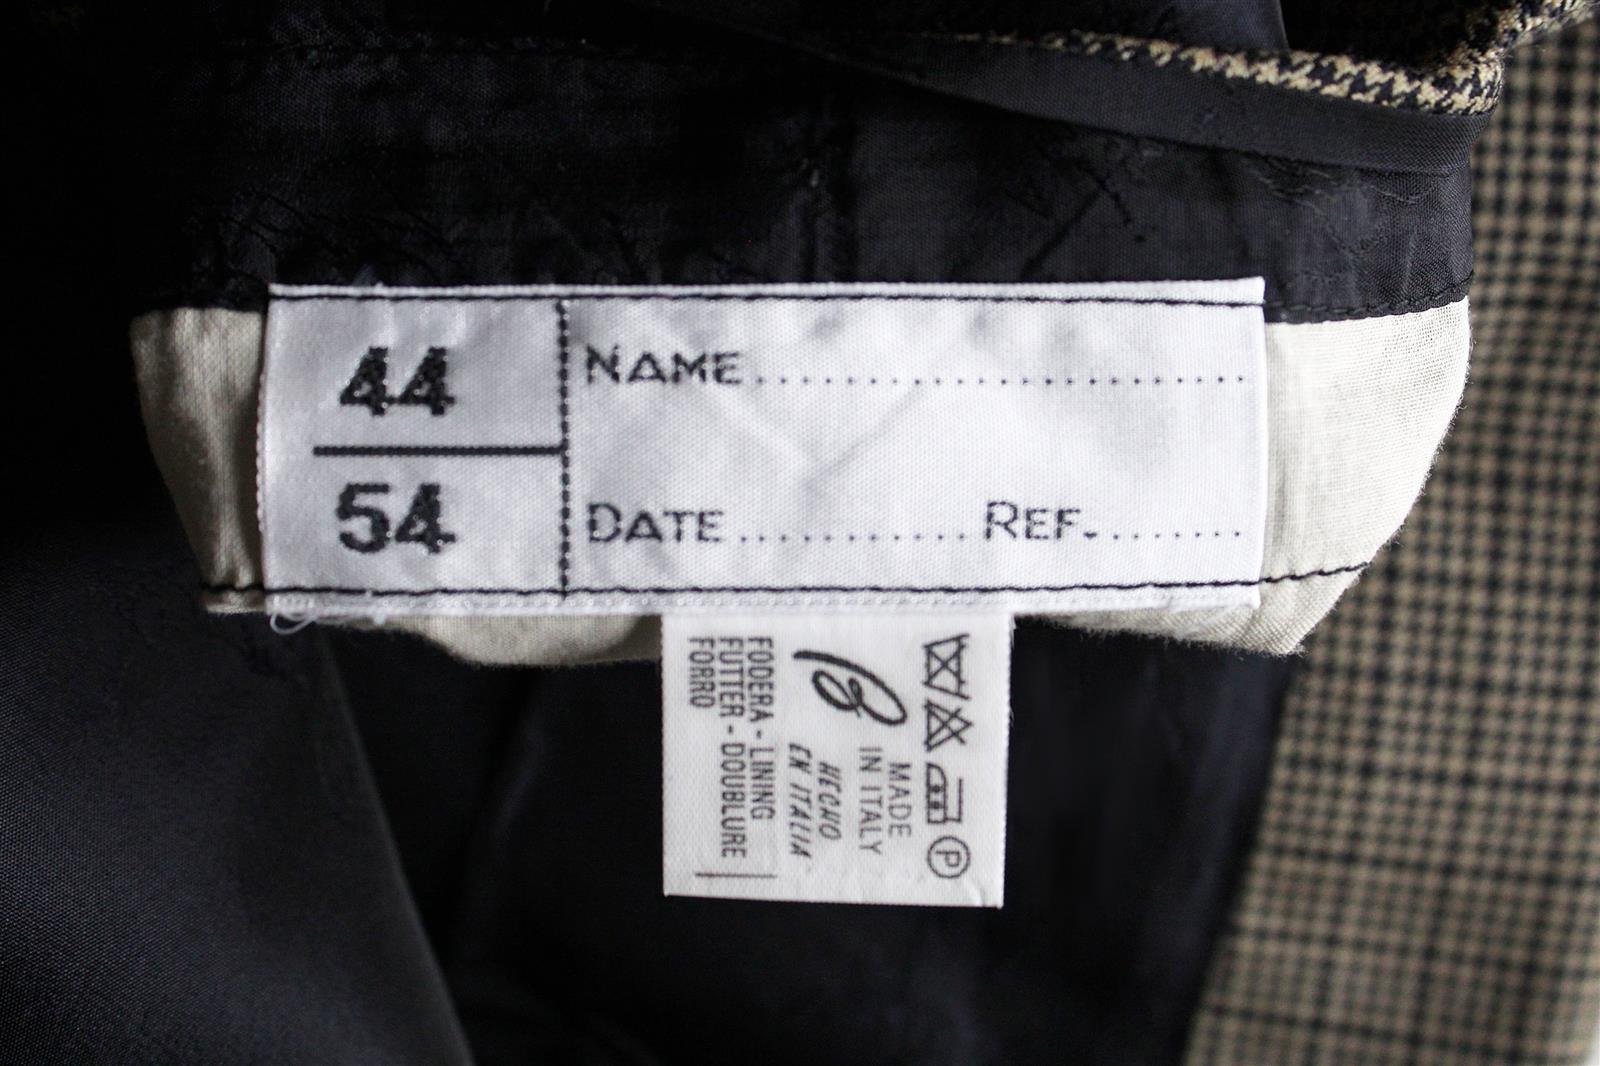 44
54
NAME........................
DATE........... REF........
MADE
IN ITALY
HECHO
EN ITALIA
FODERA - LINING
FUTTER - DOUBLURE
FORRO
P